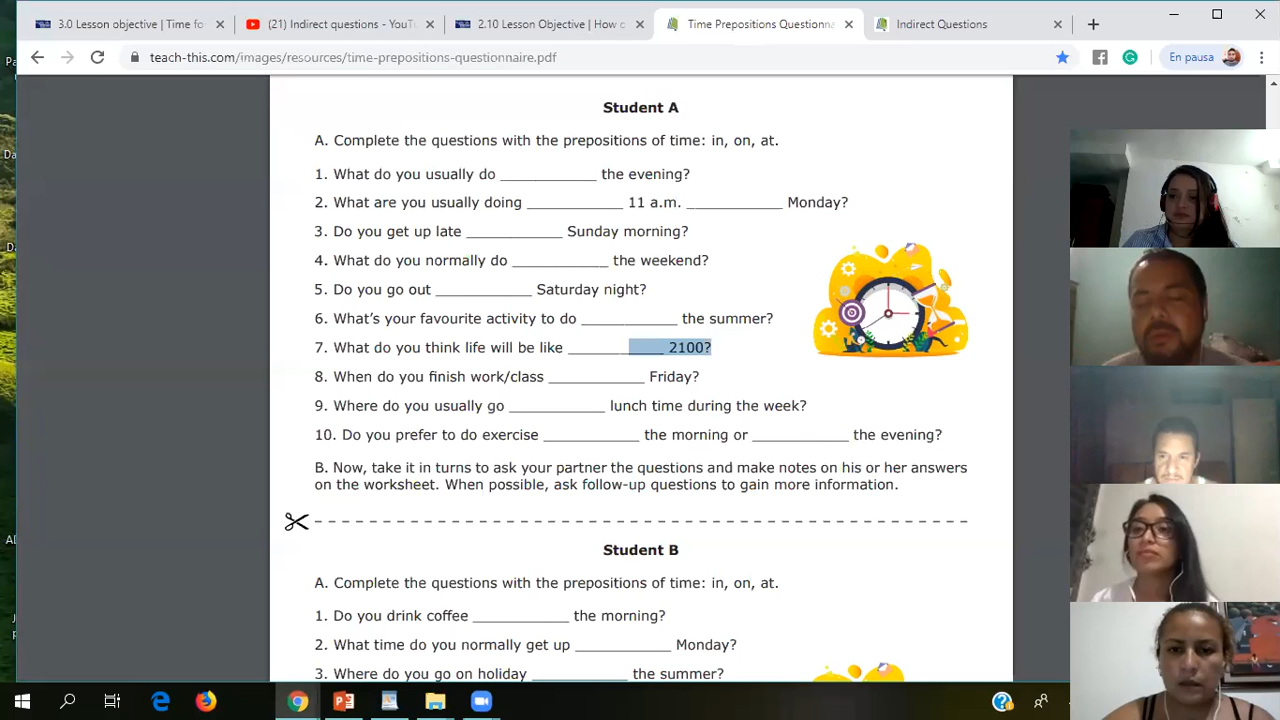 3.0 Lesson objective | Time fo
(21) Indirect questions - YouTu
2.10 Lesson Objective | How c
Time Prepositions Questionna
Indirect Questions
teach-this.com/images/resources/time-prepositions-questionnaire.pdf
En pausa
Student A
A. Complete the questions with the prepositions of time: in, on, at.
1. What do you usually do ____________ the evening?
2. What are you usually doing ____________ 11 a.m. ____________ Monday?
3. Do you get up late ____________ Sunday morning?
4. What do you normally do ____________ the weekend?
5. Do you go out ____________ Saturday night?
6. What's your favourite activity to do ____________ the summer?
7. What do you think life will be like ____________ 2100?
8. When do you finish work/class ____________ Friday?
9. Where do you usually go ____________ lunch time during the week?
10. Do you prefer to do exercise ____________ the morning or ____________ the evening?
B. Now, take it in turns to ask your partner the questions and make notes on his or her answers
on the worksheet. When possible, ask follow-up questions to gain more information.
Student B
A. Complete the questions with the prepositions of time: in, on, at.
1. Do you drink coffee ____________ the morning?
2. What time do you normally get up ____________ Monday?
3. Where do you go on holiday ____________ the summer?